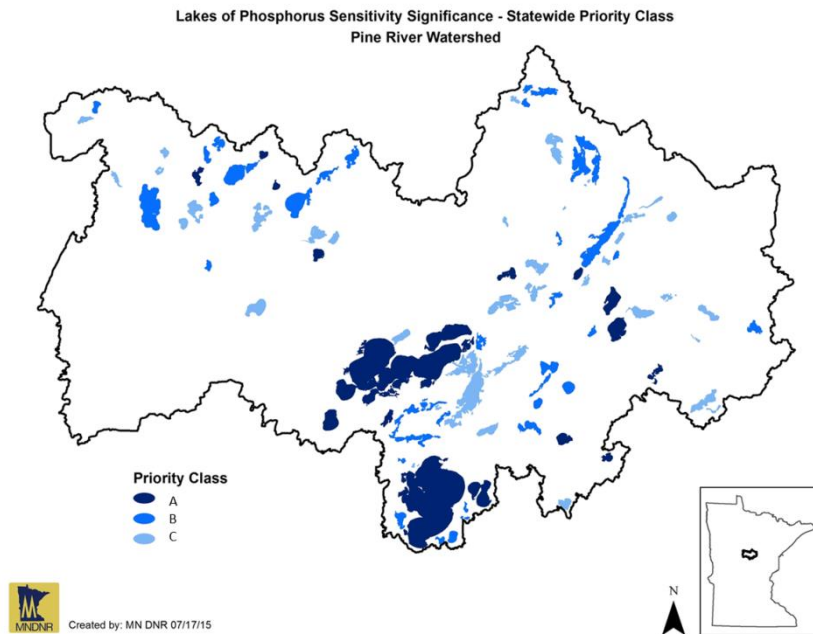 Lakes of Phosphorus Sensitivity Significance - Statewide Priority Class
Pine River Watershed
Priority Class
A
B
C
N
MNDNR
Created by: MN DNR 07/17/15